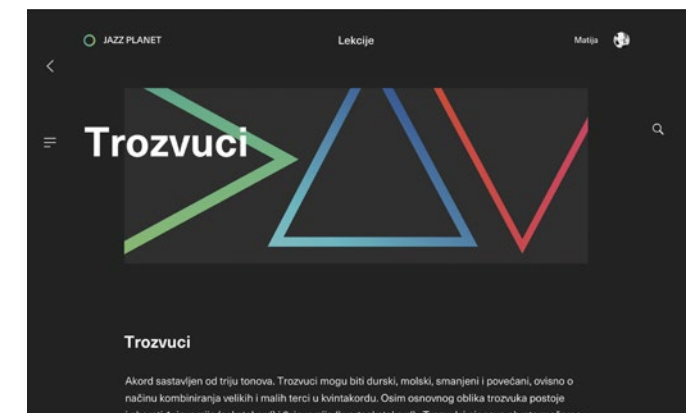 JAZZ PLANET
Lekcije
Matija
Trozvuci
Trozvuci
Akord sastavljen od triju tonova. Trozvuci mogu biti durski, molski, smanjeni i povećani, ovisno o
načinu kombiniranja velikih i malih terci u kvintakordu. Osim osnovnog oblika trozvuka postoje